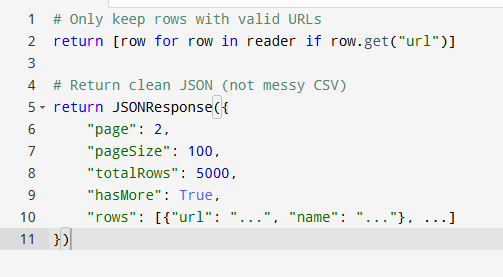 1 # Only keep rows with valid URLs
2 return [row for row in reader if row.get("url")]
3
4 # Return clean JSON (not messy CSV)
5 return JSONResponse({
6     "page": 2,
7     "pageSize": 100,
8     "totalRows": 5000,
9     "hasMore": True,
10     "rows": [{"url": "...", "name": "..."}, ...]
11 })